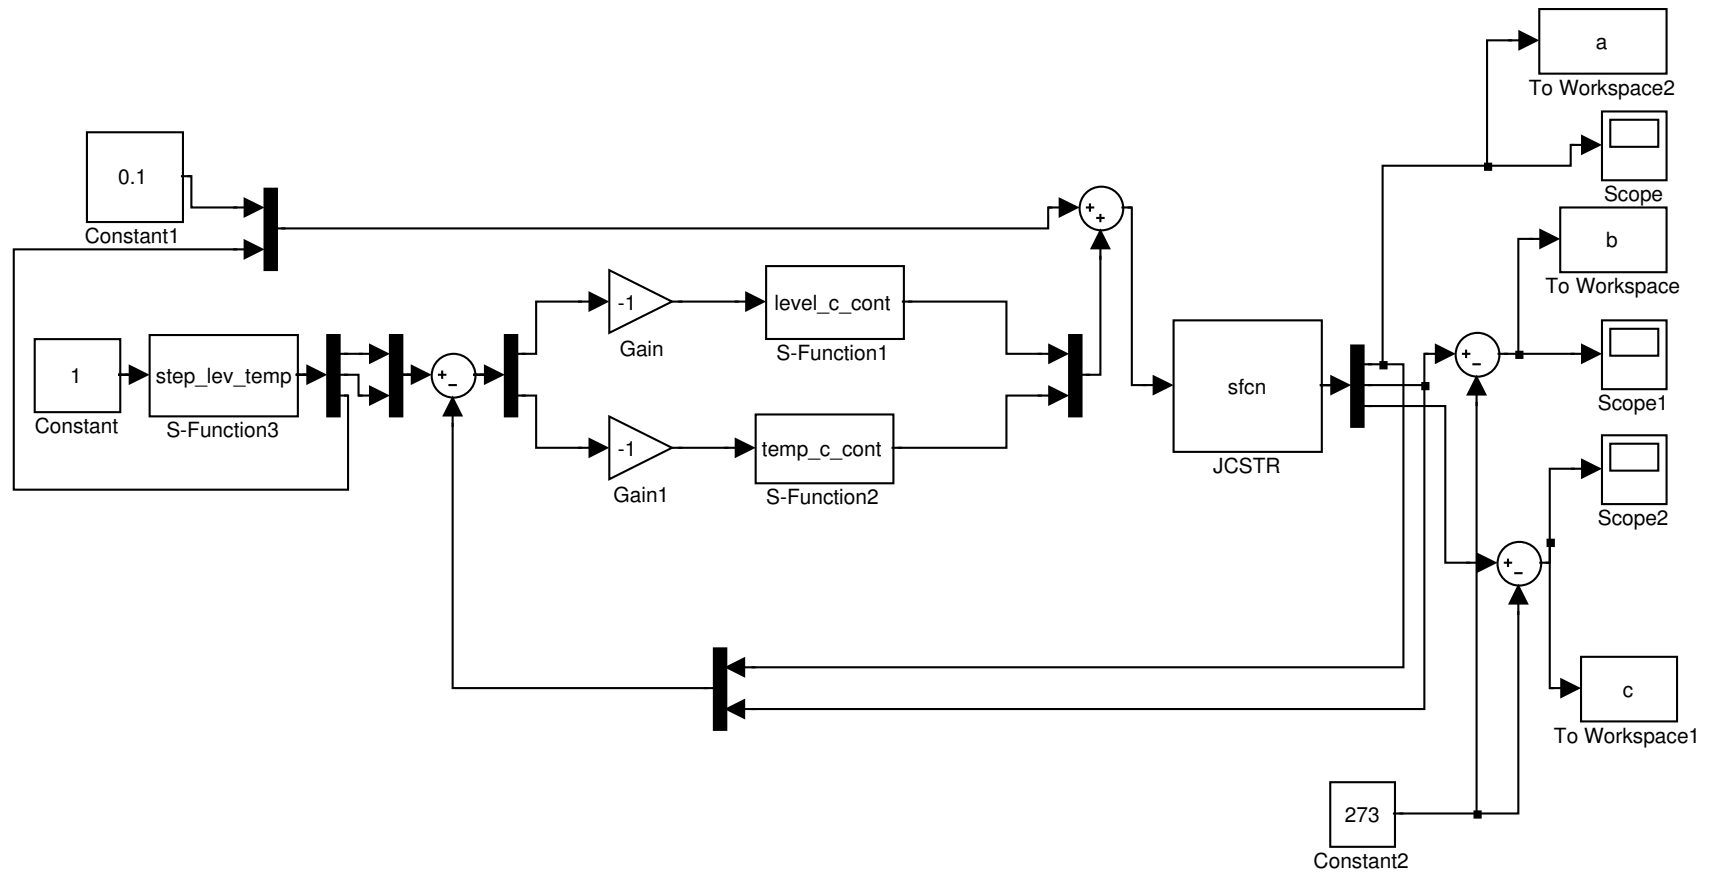 a
To Workspace2
0.1
Constant1
Scope
b
To Workspace
+
+
-1
Gain
level_c_cont
S-Function1
1
Constant
step_lev_temp
S-Function3
+
−
-1
Gain1
temp_c_cont
S-Function2
sfcn
JCSTR
+
−
Scope1
Scope2
+
−
c
To Workspace1
273
Constant2